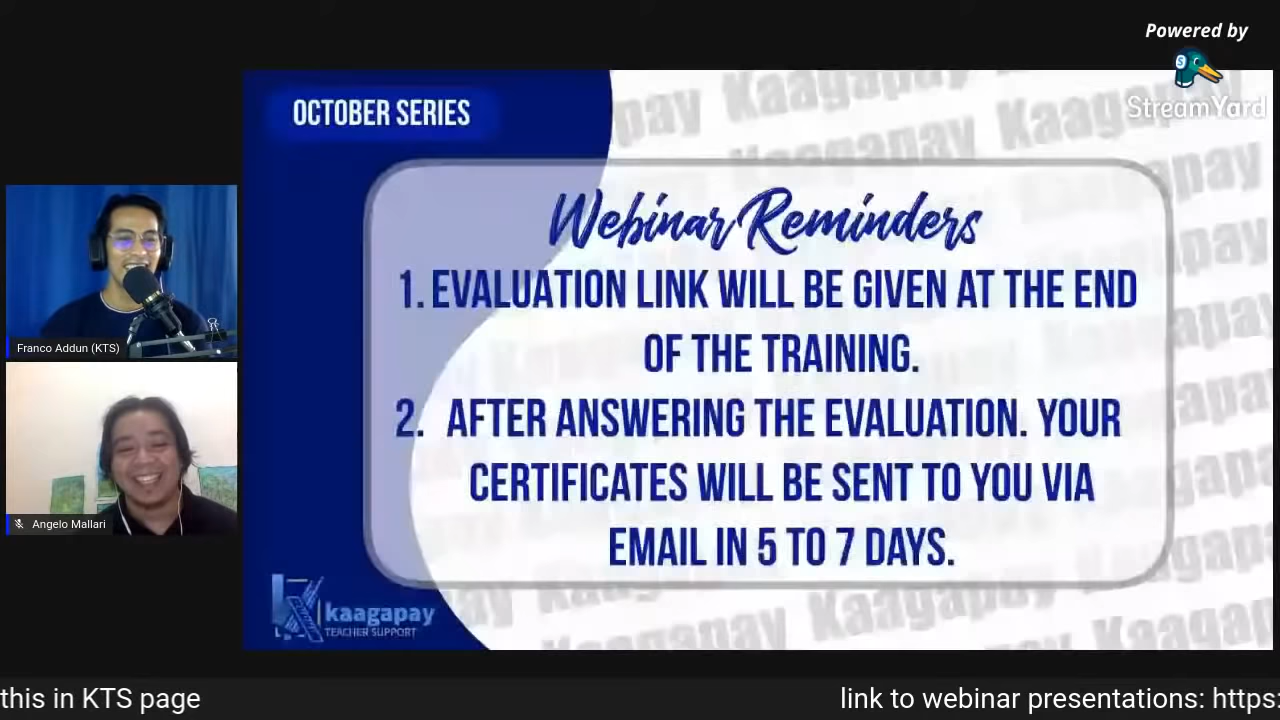 Powered by
StreamYard
OCTOBER SERIES
Webinar Reminders
1. EVALUATION LINK WILL BE GIVEN AT THE END
OF THE TRAINING.
2. AFTER ANSWERING THE EVALUATION. YOUR
CERTIFICATES WILL BE SENT TO YOU VIA
EMAIL IN 5 TO 7 DAYS.
Franco Addun (KTS)
Angelo Mallari
kaagapay
TEACHER SUPPORT
this in KTS page
link to webinar presentations: https: